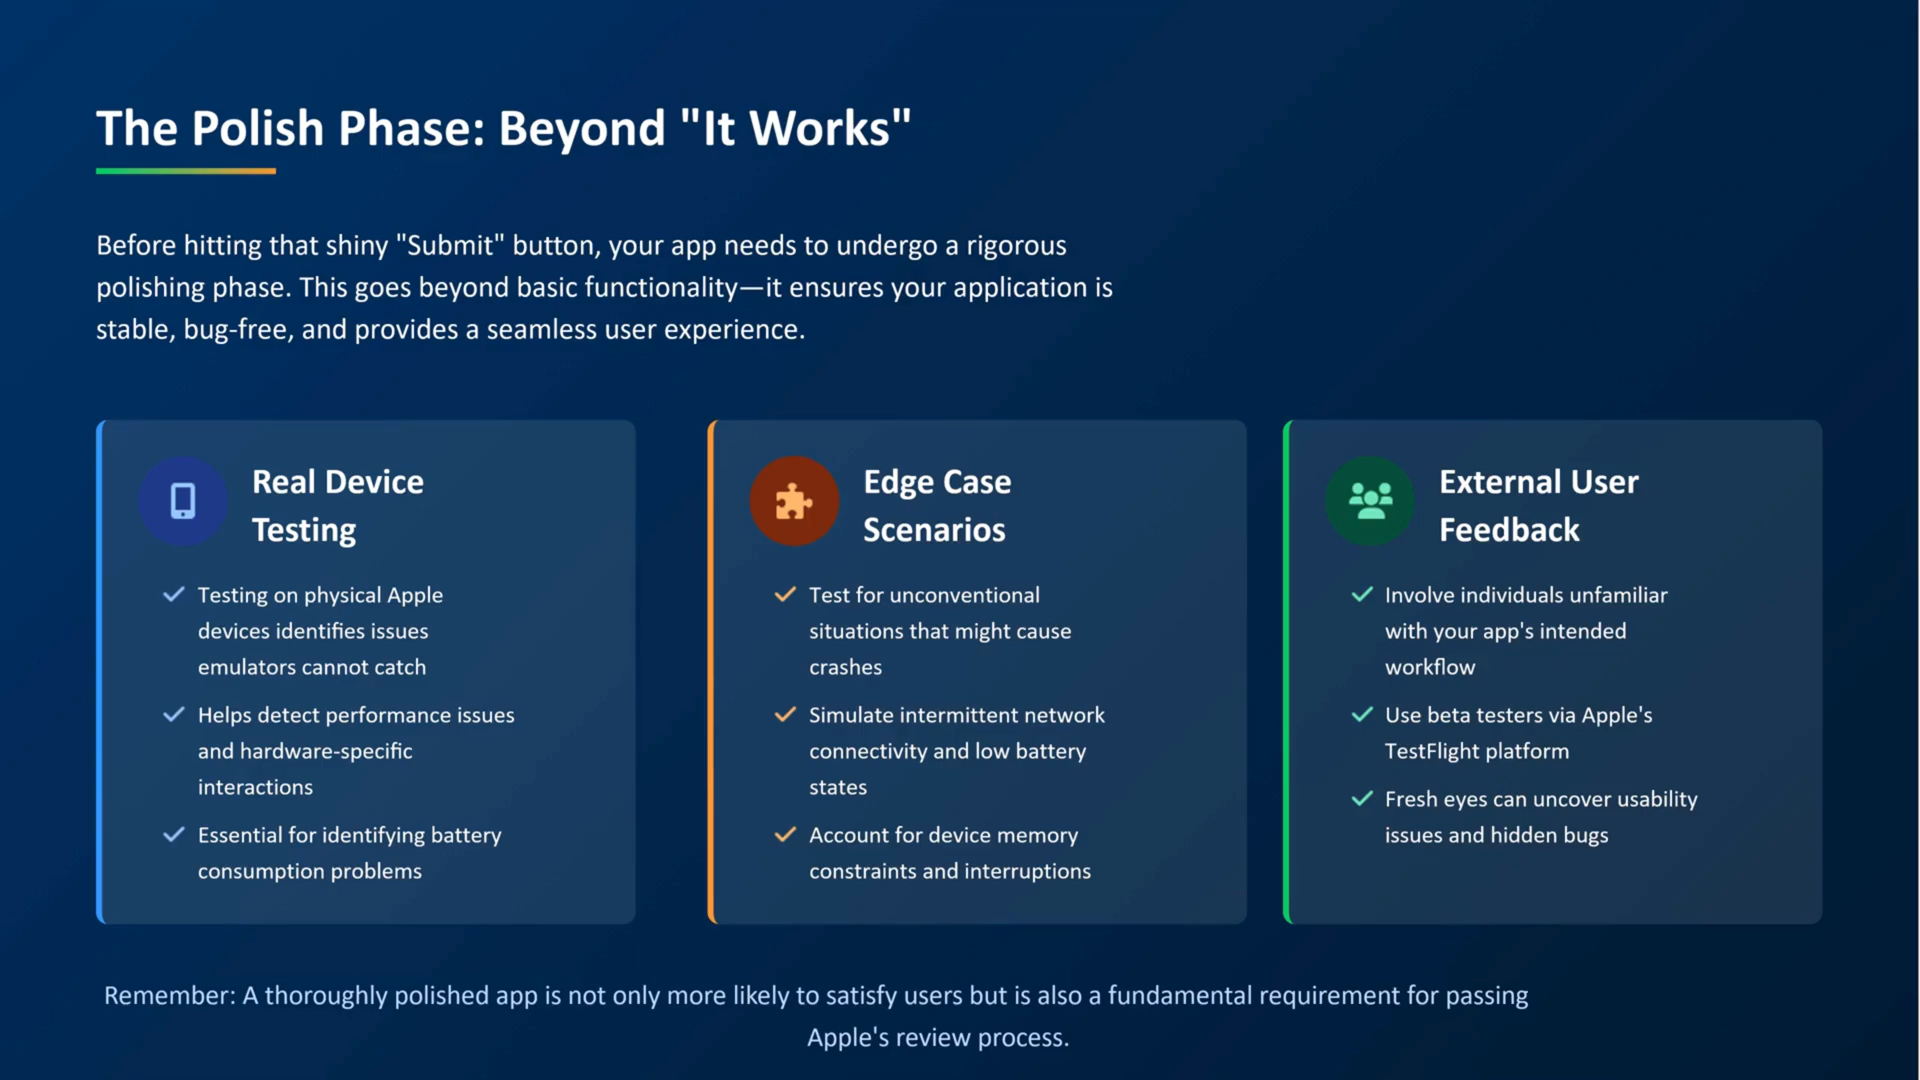 The Polish Phase: Beyond "It Works"
Before hitting that shiny "Submit" button, your app needs to undergo a rigorous
polishing phase. This goes beyond basic functionality—it ensures your application is
stable, bug-free, and provides a seamless user experience.
Real Device
Testing
Testing on physical Apple
devices identifies issues
emulators cannot catch
Helps detect performance issues
and hardware-specific
interactions
Essential for identifying battery
consumption problems
Edge Case
Scenarios
Test for unconventional
situations that might cause
crashes
Simulate intermittent network
connectivity and low battery
states
Account for device memory
constraints and interruptions
External User
Feedback
Involve individuals unfamiliar
with your app's intended
workflow
Use beta testers via Apple's
TestFlight platform
Fresh eyes can uncover usability
issues and hidden bugs
Remember: A thoroughly polished app is not only more likely to satisfy users but is also a fundamental requirement for passing
Apple's review process.